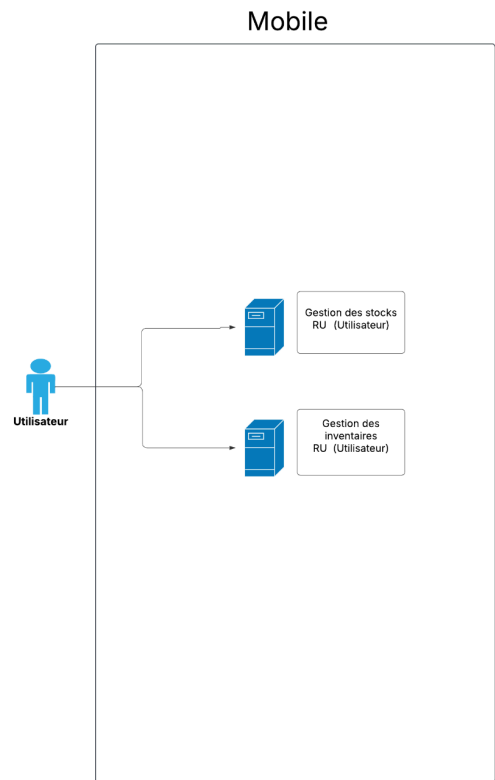 Mobile
Gestion des stocks
RU (Utilisateur)
Utilisateur
Gestion des
inventaires
RU (Utilisateur)